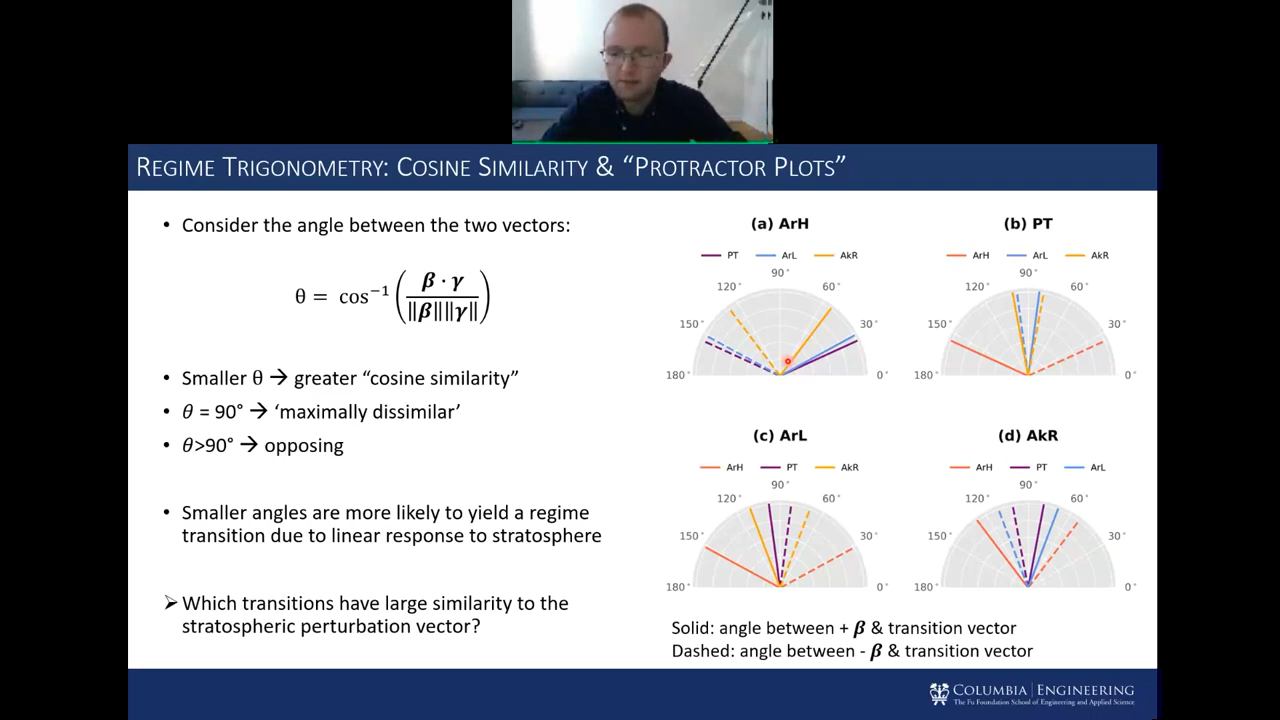 REGIME TRIGONOMETRY: COSINE SIMILARITY & “PROTRACTOR PLOTS”
• Consider the angle between the two vectors:
θ = cos⁻¹ (β · γ / ‖β‖‖γ‖)
• Smaller θ → greater “cosine similarity”
• θ = 90° → ‘maximally dissimilar’
• θ>90° → opposing
• Smaller angles are more likely to yield a regime
transition due to linear response to stratosphere
➢ Which transitions have large similarity to the
stratospheric perturbation vector?
(a) ArH
PT ArL AkR
90°
120° 60°
150° 30°
180° 0°
(b) PT
ArH ArL AkR
90°
120° 60°
150° 30°
180° 0°
(c) ArL
ArH PT AkR
90°
120° 60°
150° 30°
180° 0°
(d) AkR
ArH PT ArL
90°
120° 60°
150° 30°
180° 0°
Solid: angle between + β & transition vector
Dashed: angle between - β & transition vector
COLUMBIA | ENGINEERING
The Fu Foundation School of Engineering and Applied Science